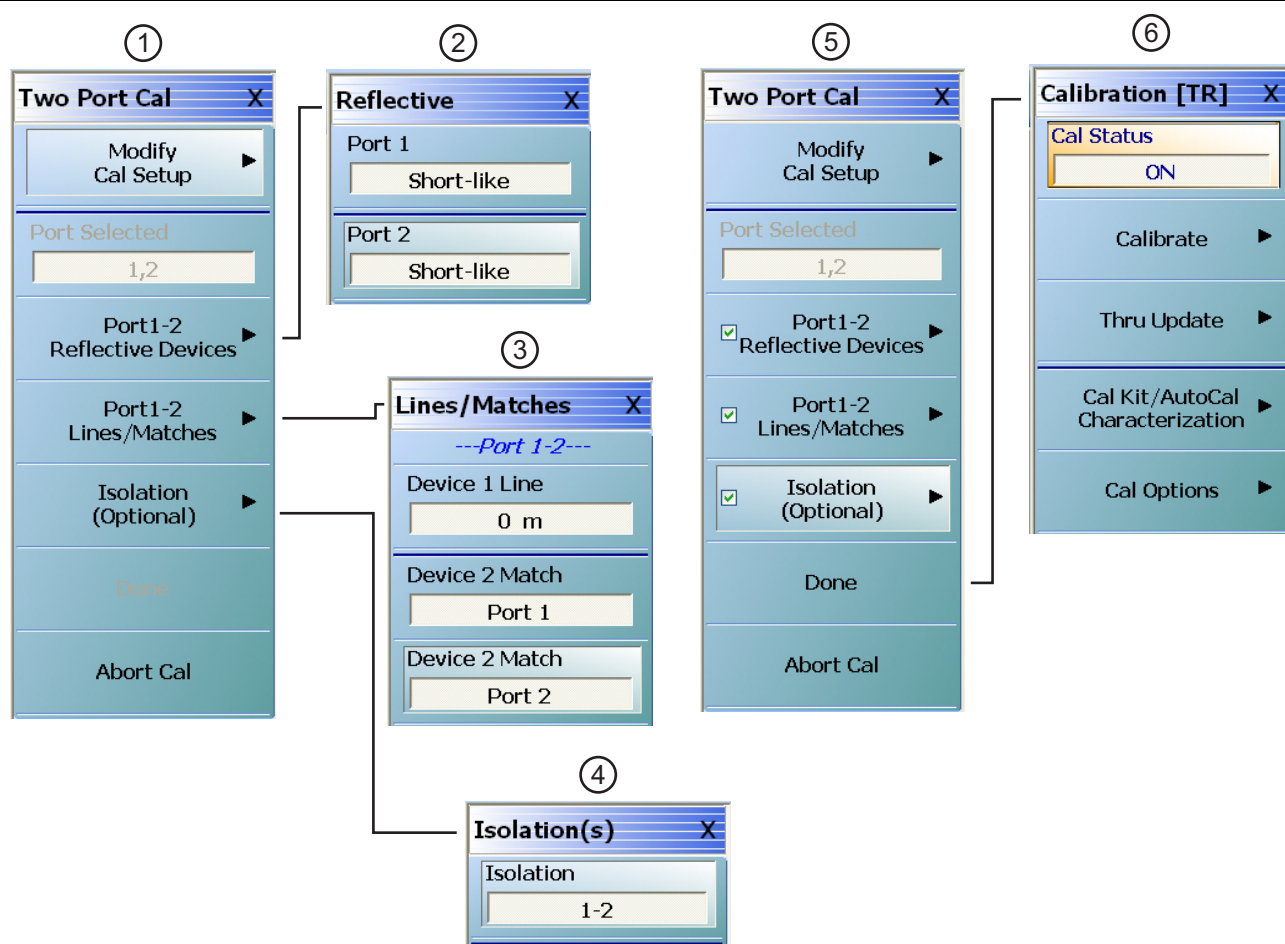 1
Two Port Cal X
Modify
Cal Setup
Port Selected
1,2
Port1-2
Reflective Devices
Port1-2
Lines/Matches
Isolation
(Optional)
Done
Abort Cal
2
Reflective X
Port 1
Short-like
Port 2
Short-like
3
Lines/Matches X
---Port 1-2---
Device 1 Line
0 m
Device 2 Match
Port 1
Device 2 Match
Port 2
4
Isolation(s) X
Isolation
1-2
5
Two Port Cal X
Modify
Cal Setup
Port Selected
1,2
Port1-2
Reflective Devices
Port1-2
Lines/Matches
Isolation
(Optional)
Done
Abort Cal
6
Calibration [TR] X
Cal Status
ON
Calibrate
Thru Update
Cal Kit/AutoCal
Characterization
Cal Options